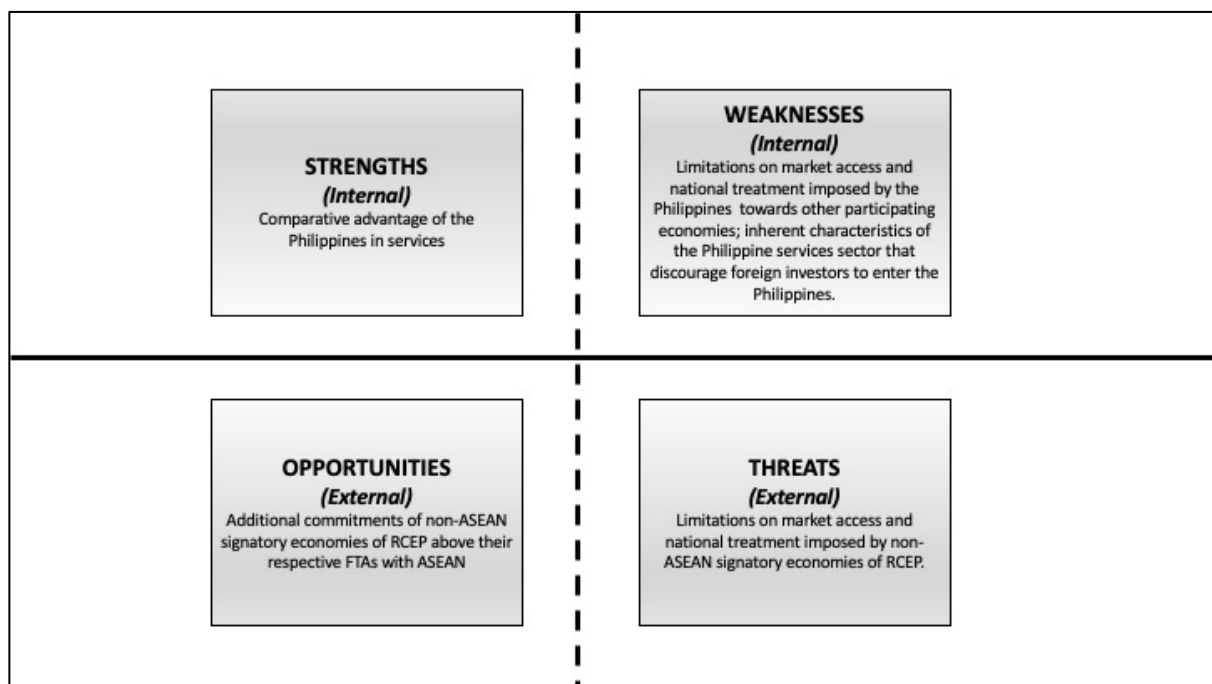 STRENGTHS
(Internal)
Comparative advantage of the
Philippines in services
WEAKNESSES
(Internal)
Limitations on market access and
national treatment imposed by the
Philippines towards other participating
economies; inherent characteristics of
the Philippine services sector that
discourage foreign investors to enter the
Philippines.
OPPORTUNITIES
(External)
Additional commitments of non-ASEAN
signatory economies of RCEP above their
respective FTAs with ASEAN
THREATS
(External)
Limitations on market access and
national treatment imposed by non-
ASEAN signatory economies of RCEP.